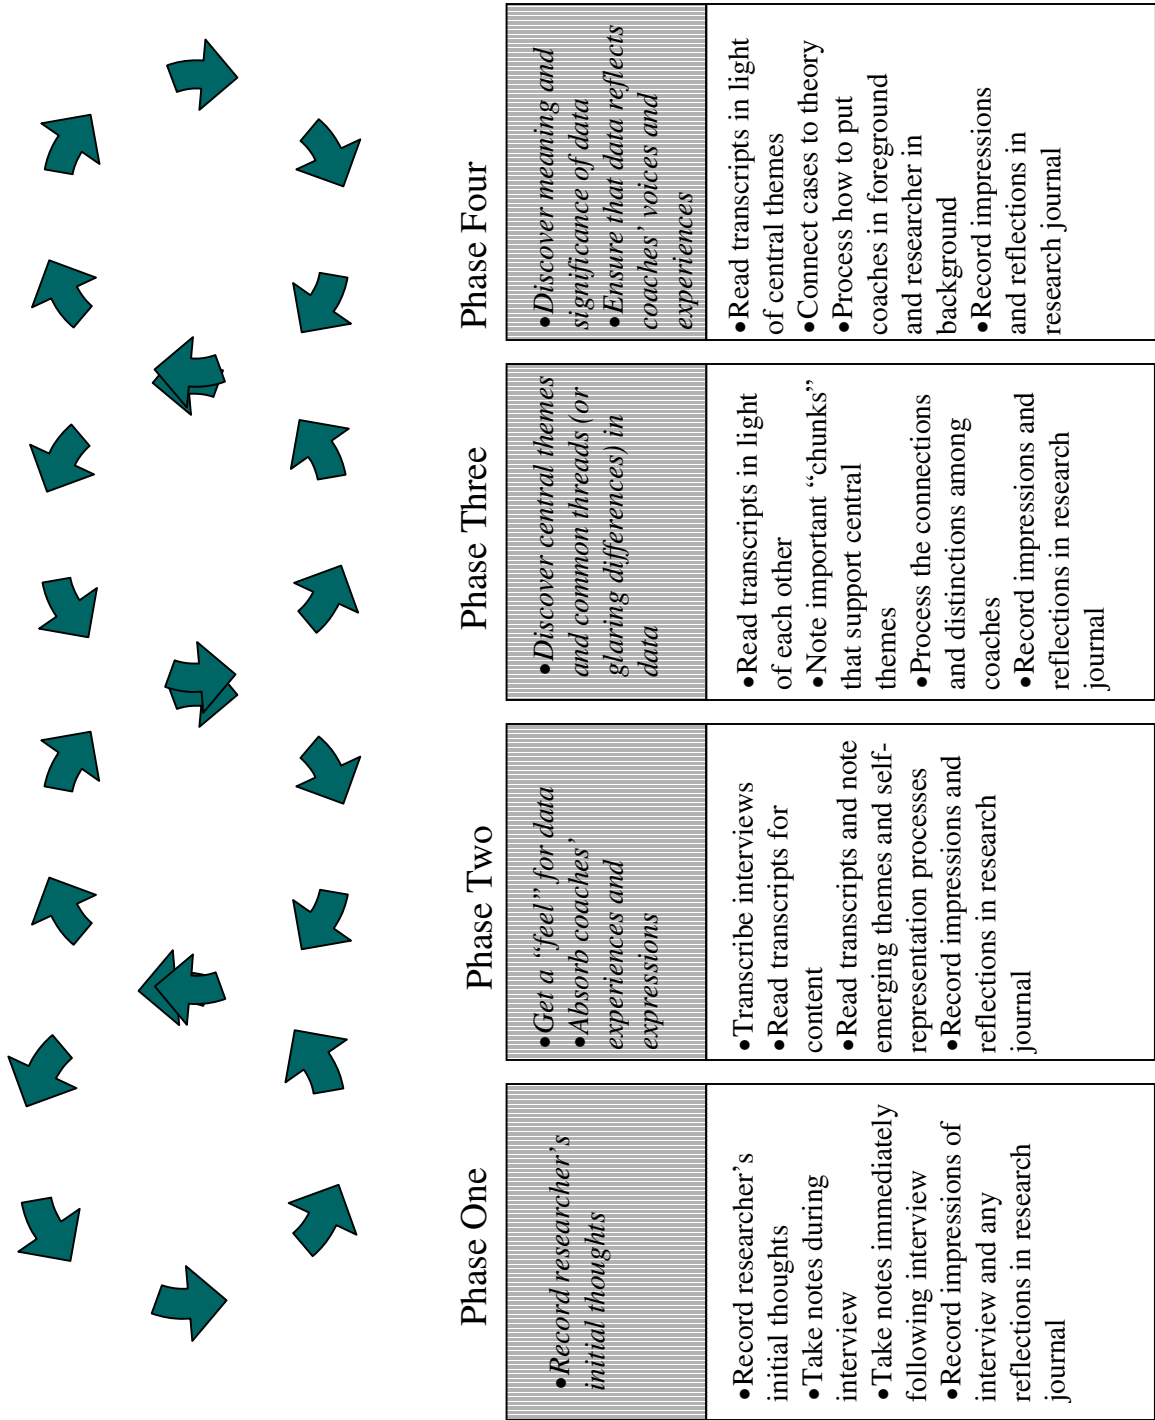 Phase One
•Record researcher's
initial thoughts
•Record researcher's
initial thoughts
•Take notes during
interview
•Take notes immediately
following interview
•Record impressions of
interview and any
reflections in research
journal
Phase Two
•Get a “feel” for data
•Absorb coaches’
experiences and
expressions
•Transcribe interviews
•Read transcripts for
content
•Read transcripts and note
emerging themes and self-
representation processes
•Record impressions and
reflections in research
journal
Phase Three
•Discover central themes
and common threads (or
glaring differences) in
data
•Read transcripts in light
of each other
•Note important “chunks”
that support central
themes
•Process the connections
and distinctions among
coaches
•Record impressions and
reflections in research
journal
Phase Four
•Discover meaning and
significance of data
•Ensure that data reflects
coaches’ voices and
experiences
•Read transcripts in light
of central themes
•Connect cases to theory
•Process how to put
coaches in foreground
and researcher in
background
•Record impressions
and reflections in
research journal